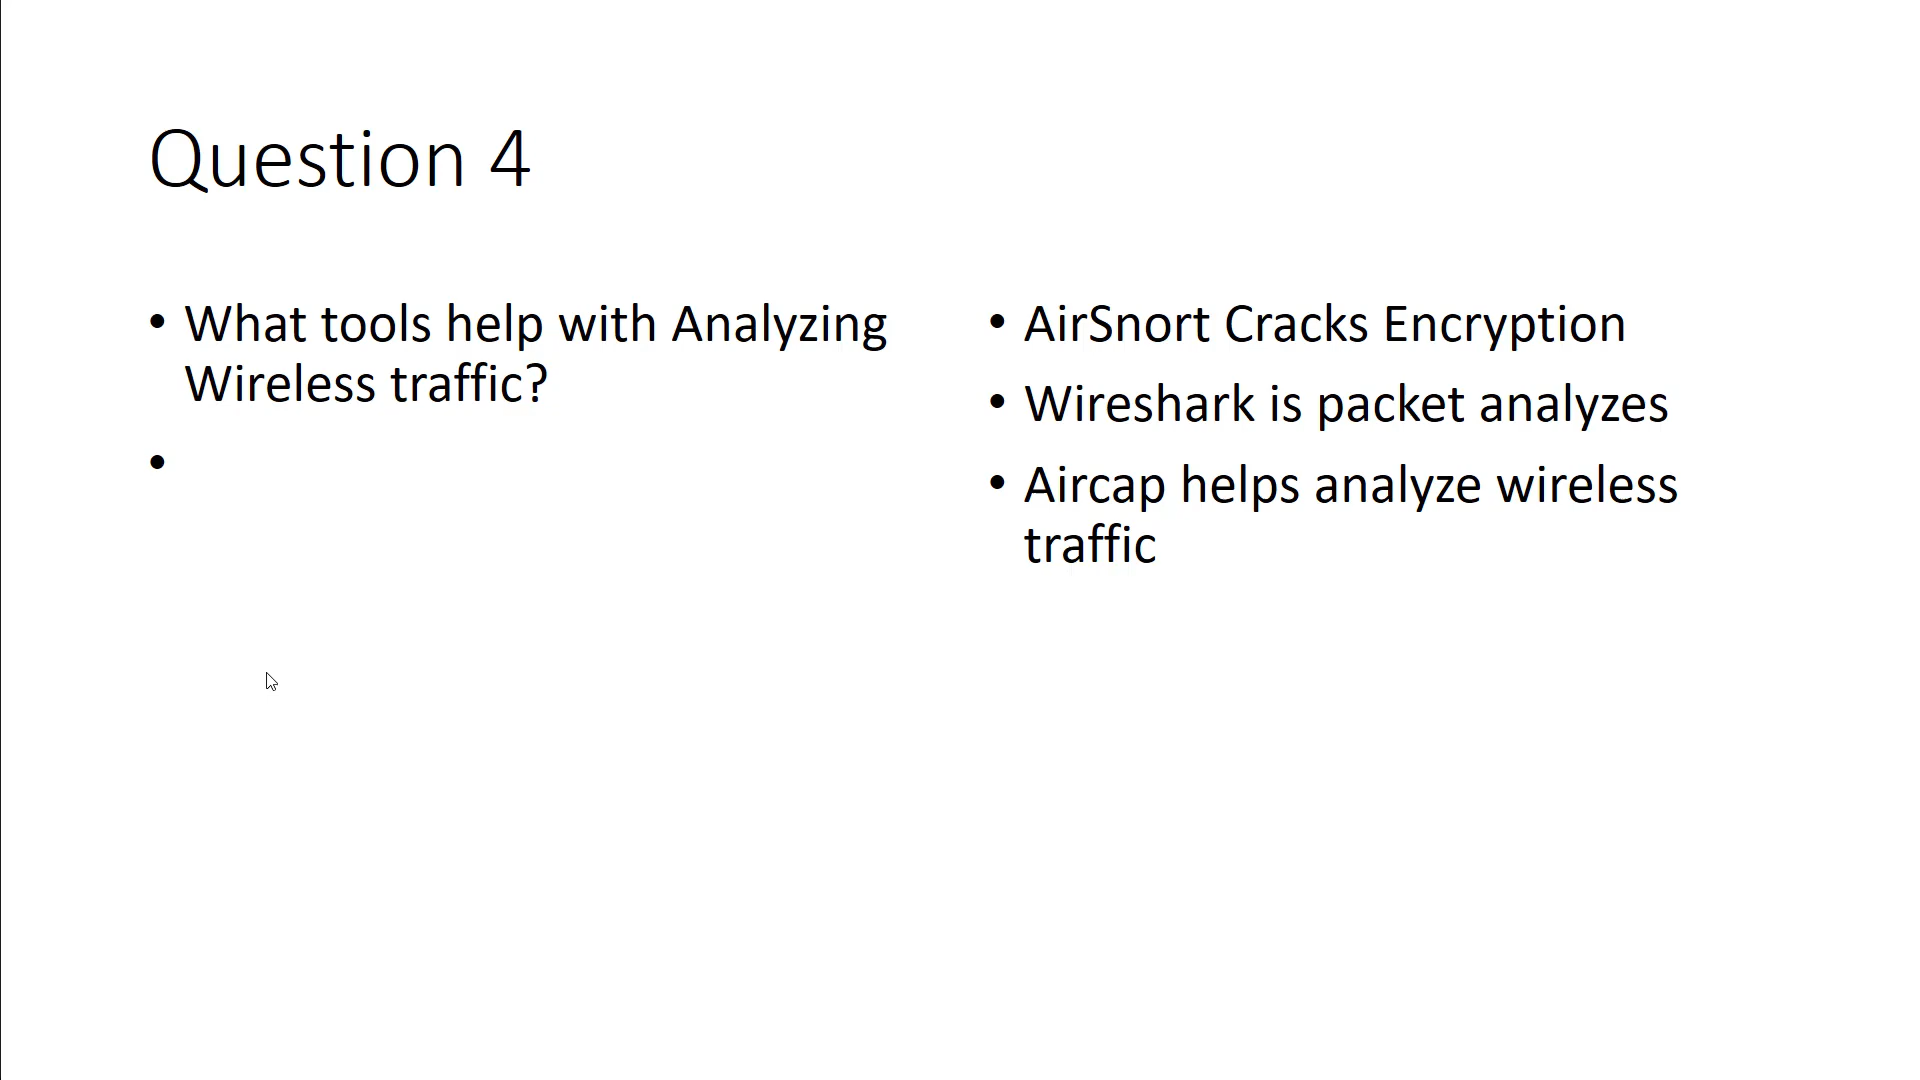 Question 4
• What tools help with Analyzing
Wireless traffic?
•
• AirSnort Cracks Encryption
• Wireshark is packet analyzes
• Aircap helps analyze wireless
traffic